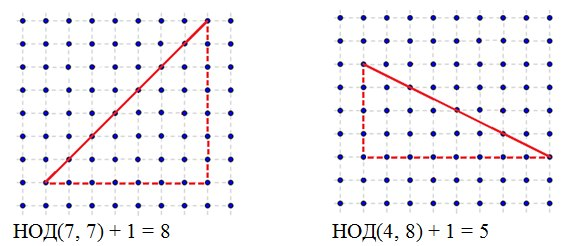 НОД(7, 7) + 1 = 8
НОД(4, 8) + 1 = 5